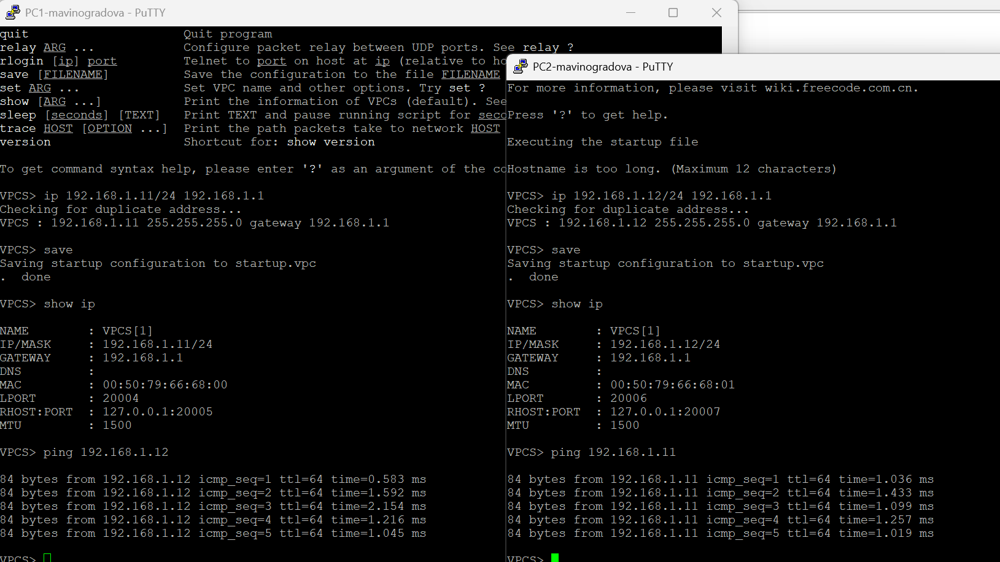 PC1-mavinogradova - PuTTY
quit Quit program
relay ARG ... Configure packet relay between UDP ports. See relay ?
rlogin [ip] port Telnet to port on host at ip (relative to ho
save [FILENAME] Save the configuration to the file FILENAME
set ARG ... Set VPC name and other options. Try set ?
show [ARG ...] Print the information of VPCs (default). See
sleep [seconds] [TEXT] Print TEXT and pause running script for seco
trace HOST [OPTION ...] Print the path packets take to network HOST
version Shortcut for: show version
To get command syntax help, please enter '?' as an argument of the co
VPCS> ip 192.168.1.11/24 192.168.1.1
Checking for duplicate address...
VPCS : 192.168.1.11 255.255.255.0 gateway 192.168.1.1
VPCS> save
Saving startup configuration to startup.vpc
. done
VPCS> show ip
NAME : VPCS[1]
IP/MASK : 192.168.1.11/24
GATEWAY : 192.168.1.1
DNS :
MAC : 00:50:79:66:68:00
LPORT : 20004
RHOST:PORT : 127.0.0.1:20005
MTU : 1500
VPCS> ping 192.168.1.12
84 bytes from 192.168.1.12 icmp_seq=1 ttl=64 time=0.583 ms
84 bytes from 192.168.1.12 icmp_seq=2 ttl=64 time=1.592 ms
84 bytes from 192.168.1.12 icmp_seq=3 ttl=64 time=2.154 ms
84 bytes from 192.168.1.12 icmp_seq=4 ttl=64 time=1.216 ms
84 bytes from 192.168.1.12 icmp_seq=5 ttl=64 time=1.045 ms
VPCS>
PC2-mavinogradova - PuTTY
For more information, please visit wiki.freecode.com.cn.
Press '?' to get help.
Executing the startup file
Hostname is too long. (Maximum 12 characters)
VPCS> ip 192.168.1.12/24 192.168.1.1
Checking for duplicate address...
VPCS : 192.168.1.12 255.255.255.0 gateway 192.168.1.1
VPCS> save
Saving startup configuration to startup.vpc
. done
VPCS> show ip
NAME : VPCS[1]
IP/MASK : 192.168.1.12/24
GATEWAY : 192.168.1.1
DNS :
MAC : 00:50:79:66:68:01
LPORT : 20006
RHOST:PORT : 127.0.0.1:20007
MTU : 1500
VPCS> ping 192.168.1.11
84 bytes from 192.168.1.11 icmp_seq=1 ttl=64 time=1.036 ms
84 bytes from 192.168.1.11 icmp_seq=2 ttl=64 time=1.433 ms
84 bytes from 192.168.1.11 icmp_seq=3 ttl=64 time=1.099 ms
84 bytes from 192.168.1.11 icmp_seq=4 ttl=64 time=1.257 ms
84 bytes from 192.168.1.11 icmp_seq=5 ttl=64 time=1.019 ms
VPCS>